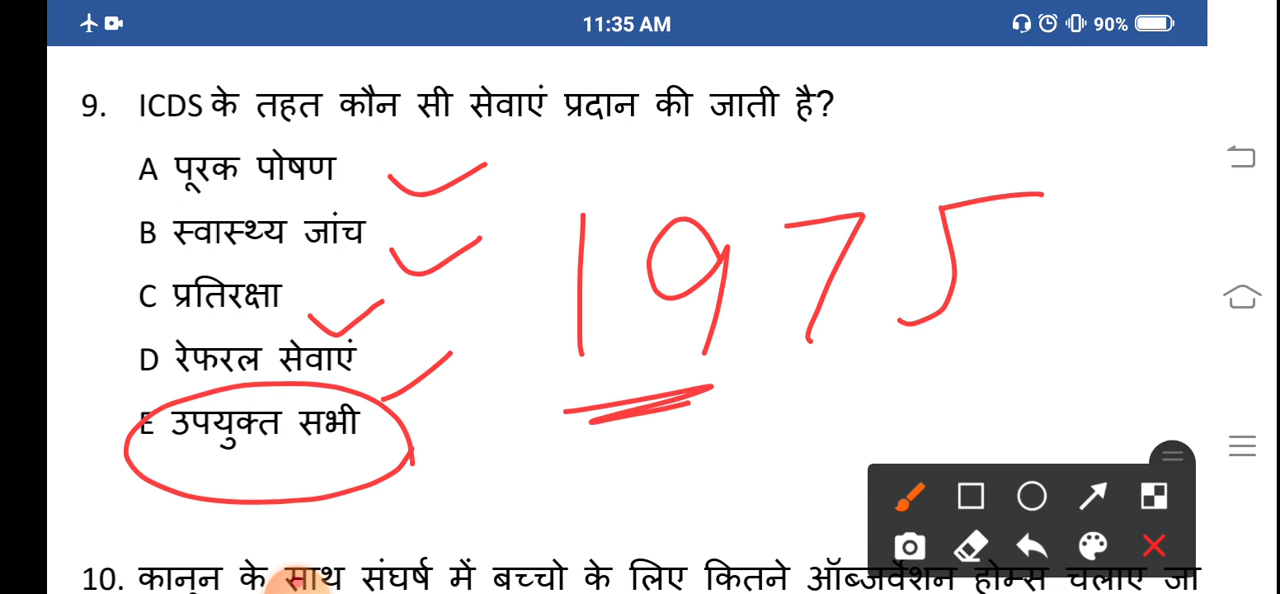 11:35 AM
90%
9. ICDS के तहत कौन सी सेवाएं प्रदान की जाती है?
A पूरक पोषण
B स्वास्थ्य जांच
C प्रतिरक्षा
D रेफरल सेवाएं
E उपयुक्त सभी
1975
10. कानून के साथ संघर्ष में बच्चो के लिए कितने ऑब्जर्वेशन होम्स चलाए जा